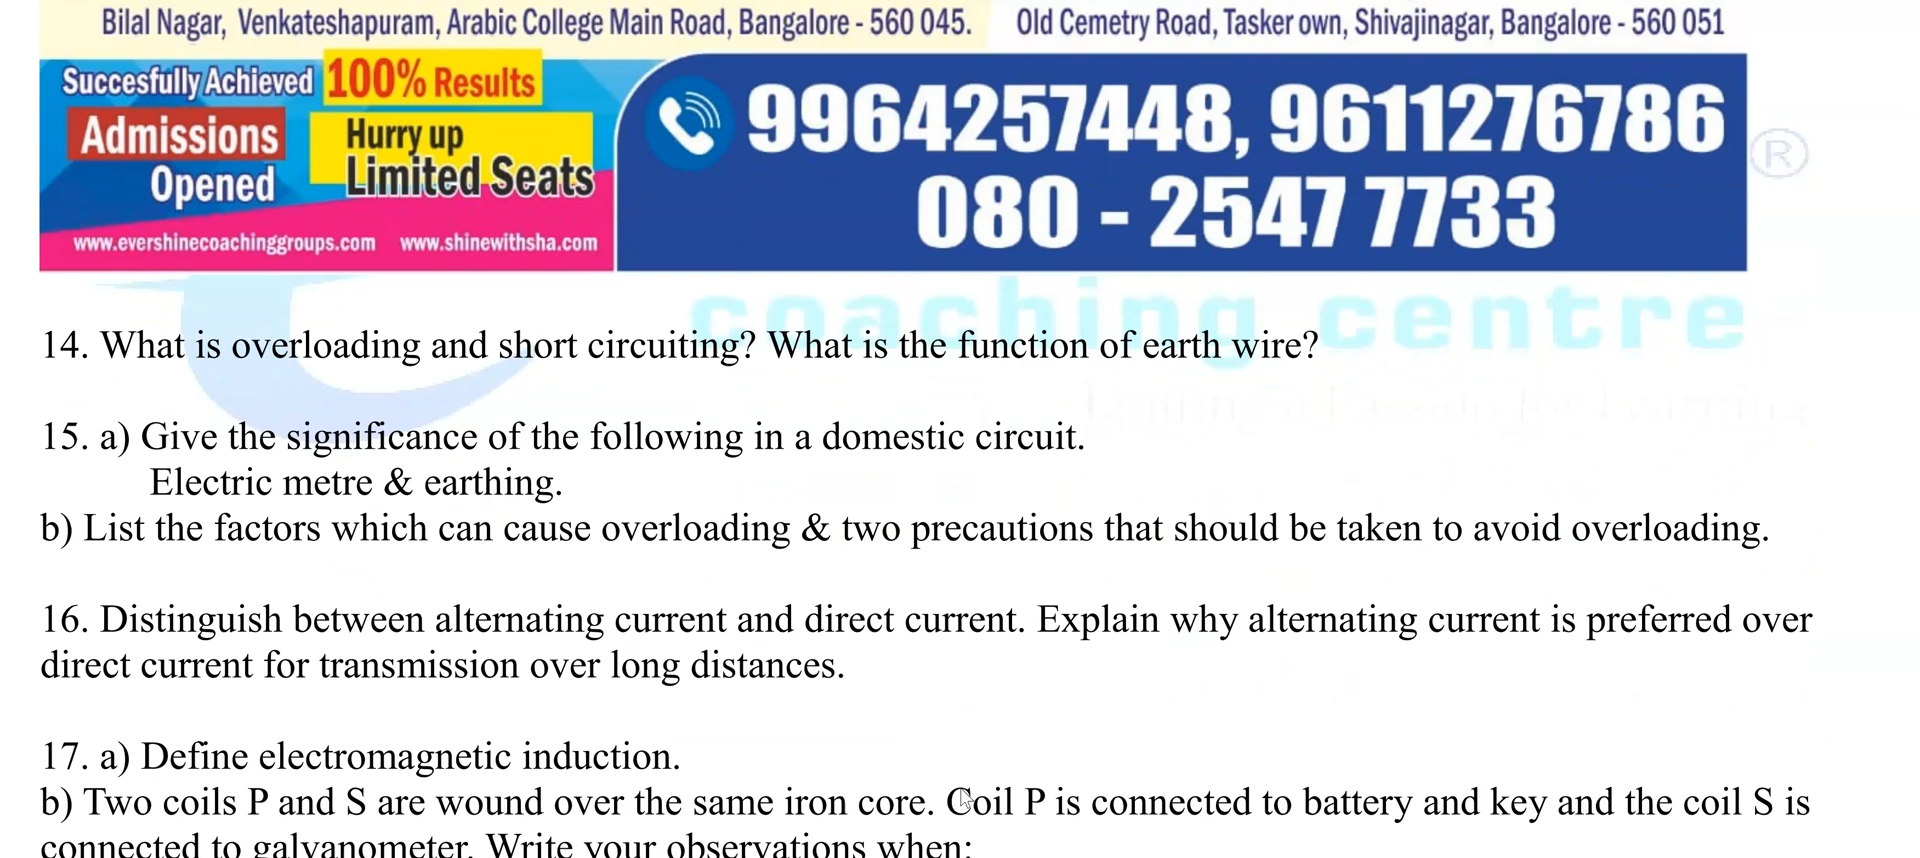 Bilal Nagar, Venkateshapuram, Arabic College Main Road, Bangalore - 560 045. Old Cemetry Road, Tasker own, Shivajinagar, Bangalore - 560 051
Succesfully Achieved 100% Results
Admissions Opened
Hurry up
Limited Seats
www.evershinecoachinggroups.com www.shinewithsha.com
9964257448, 9611276786
080 - 2547 7733
®
coaching centre
14. What is overloading and short circuiting? What is the function of earth wire?
15. a) Give the significance of the following in a domestic circuit.
Electric metre & earthing.
b) List the factors which can cause overloading & two precautions that should be taken to avoid overloading.
16. Distinguish between alternating current and direct current. Explain why alternating current is preferred over
direct current for transmission over long distances.
17. a) Define electromagnetic induction.
b) Two coils P and S are wound over the same iron core. Coil P is connected to battery and key and the coil S is
connected to galvanometer. Write your observations when: